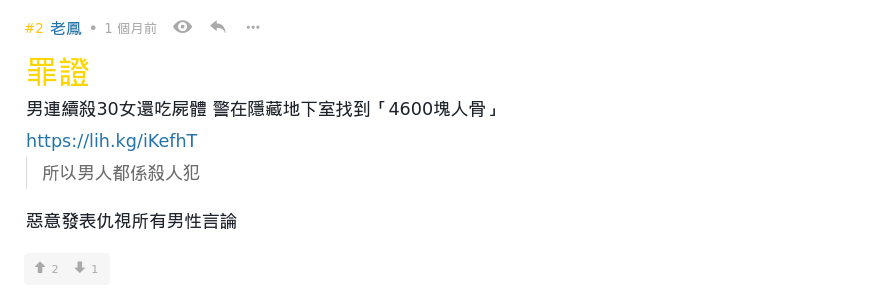 #2 老鳳 • 1 個月前
罪證
男連續殺30女還吃屍體 警在隱藏地下室找到「4600塊人骨」
https://lih.kg/iKefhT
所以男人都係殺人犯
惡意發表仇視所有男性言論
2 1